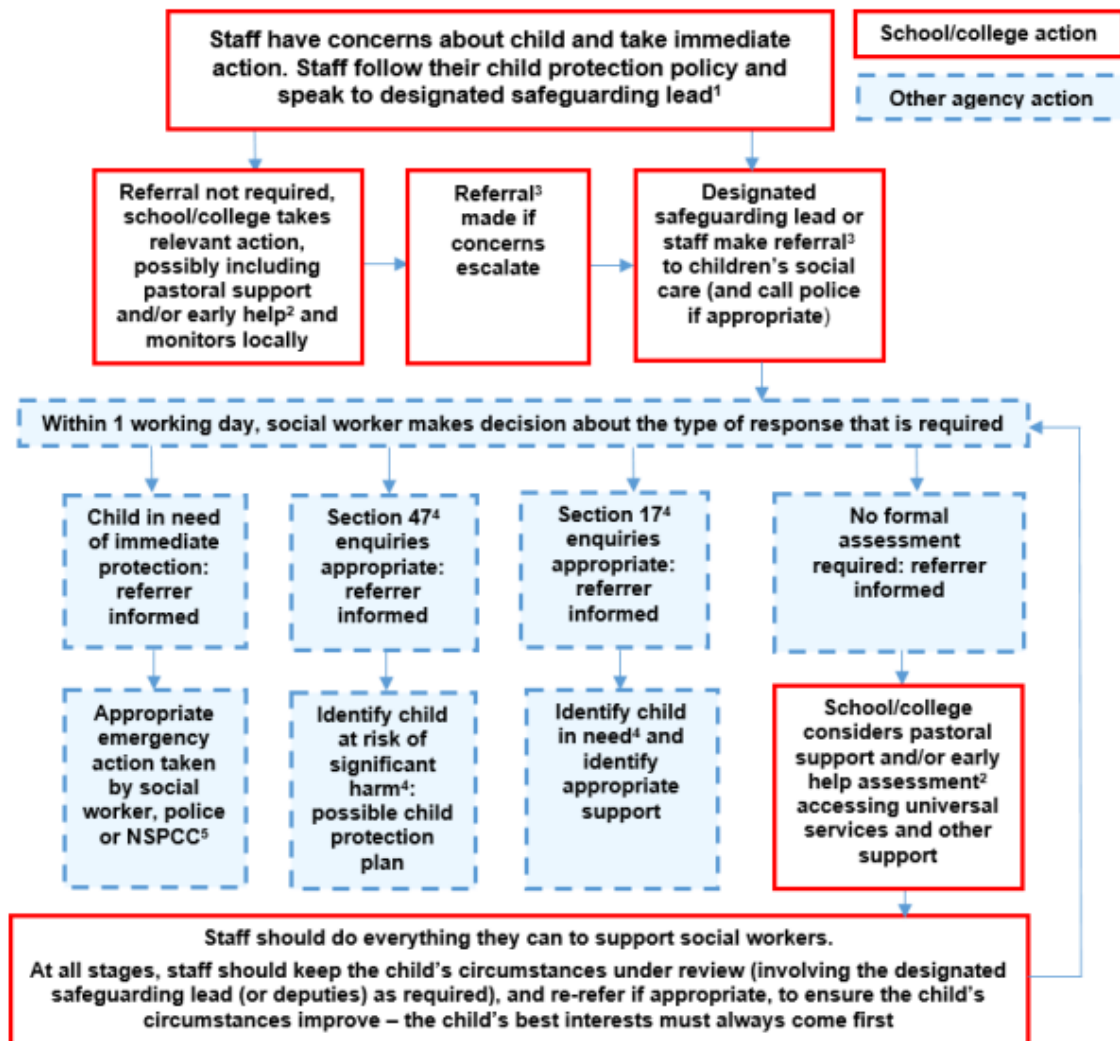 Staff have concerns about child and take immediate
action. Staff follow their child protection policy and
speak to designated safeguarding lead¹
School/college action
Other agency action
Referral not required,
school/college takes
relevant action,
possibly including
pastoral support
and/or early help² and
monitors locally
Referral³
made if
concerns
escalate
Designated
safeguarding lead or
staff make referral³
to children’s social
care (and call police
if appropriate)
Within 1 working day, social worker makes decision about the type of response that is required
Child in need
of immediate
protection:
referrer
informed
Section 47⁴
enquiries
appropriate:
referrer
informed
Section 17⁴
enquiries
appropriate:
referrer
informed
No formal
assessment
required: referrer
informed
Appropriate
emergency
action taken
by social
worker, police
or NSPCC⁵
Identify child
at risk of
significant
harm⁴:
possible child
protection
plan
Identify child
in need⁴ and
identify
appropriate
support
School/college
considers pastoral
support and/or early
help assessment²
accessing universal
services and other
support
Staff should do everything they can to support social workers.
At all stages, staff should keep the child’s circumstances under review (involving the designated
safeguarding lead (or deputies) as required), and re-refer if appropriate, to ensure the child’s
circumstances improve – the child’s best interests must always come first